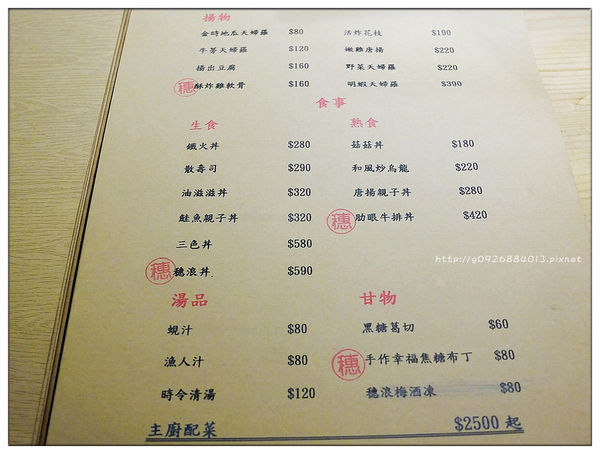 揚物
金時地瓜天婦羅 $80 活炸花枝 $190
牛蒡天婦羅 $120 嫩雞唐揚 $220
揚出豆腐 $160 野菜天婦羅 $220
穗 酥炸雞軟骨 $160 明蝦天婦羅 $390
食事
生食 熟食
鐵火丼 $280 菇菇丼 $180
散壽司 $290 和風炒烏龍 $220
油滋滋丼 $320 唐揚親子丼 $280
鮭魚親子丼 $320 穗 肋眼牛排丼 $420
三色丼 $580
穗 穗浪丼 $590
http://g0926884013.pixnet
湯品 甘物
蜆汁 $80 黑糖葛切 $60
漁人汁 $80 穗 手作幸福焦糖布丁 $80
時令清湯 $120 穗浪梅酒凍 $80
主廚配菜 $2500 起